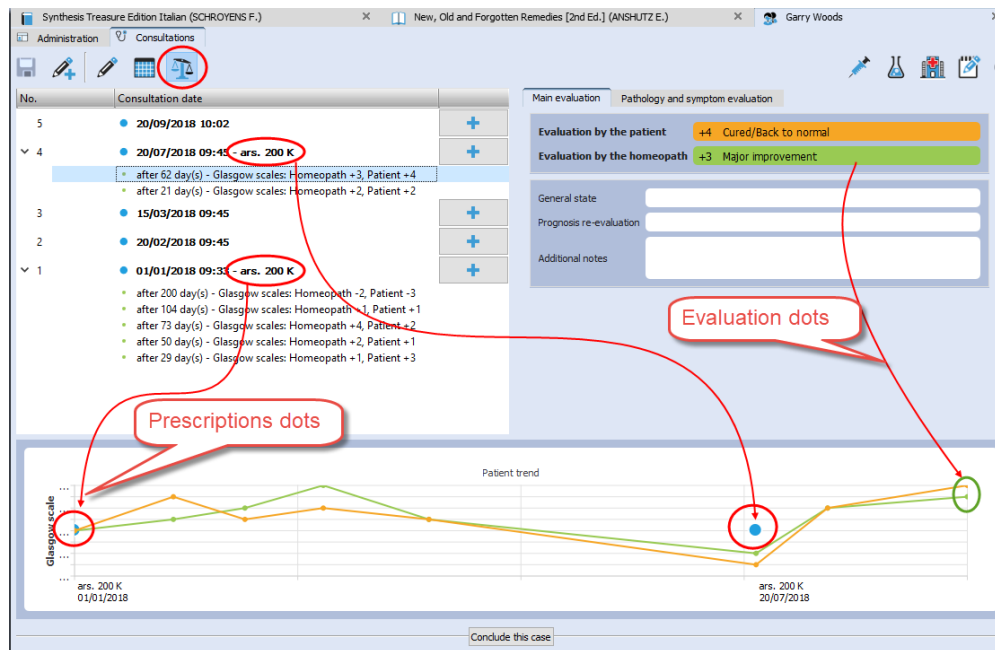 Synthesis Treasure Edition Italian (SCHROYENS F.)
New, Old and Forgotten Remedies [2nd Ed.] (ANSHUTZ E.)
Garry Woods
Administration
Consultations
No.
Consultation date
5 20/09/2018 10:02
4 20/07/2018 09:45 - ars. 200 K
after 62 day(s) - Glasgow scales: Homeopath +3, Patient +4
after 21 day(s) - Glasgow scales: Homeopath +2, Patient +2
3 15/03/2018 09:45
2 20/02/2018 09:45
1 01/01/2018 09:33 - ars. 200 K
after 200 day(s) - Glasgow scales: Homeopath -2, Patient -3
after 104 day(s) - Glasgow scales: Homeopath +1, Patient +1
after 73 day(s) - Glasgow scales: Homeopath +4, Patient +2
after 50 day(s) - Glasgow scales: Homeopath +2, Patient +1
after 29 day(s) - Glasgow scales: Homeopath +1, Patient +3
Main evaluation
Pathology and symptom evaluation
Evaluation by the patient +4 Cured/Back to normal
Evaluation by the homeopath +3 Major improvement
General state
Prognosis re-evaluation
Additional notes
Evaluation dots
Prescriptions dots
Patient trend
Glasgow scale
...
...
...
...
...
ars. 200 K
01/01/2018
ars. 200 K
20/07/2018
Conclude this case